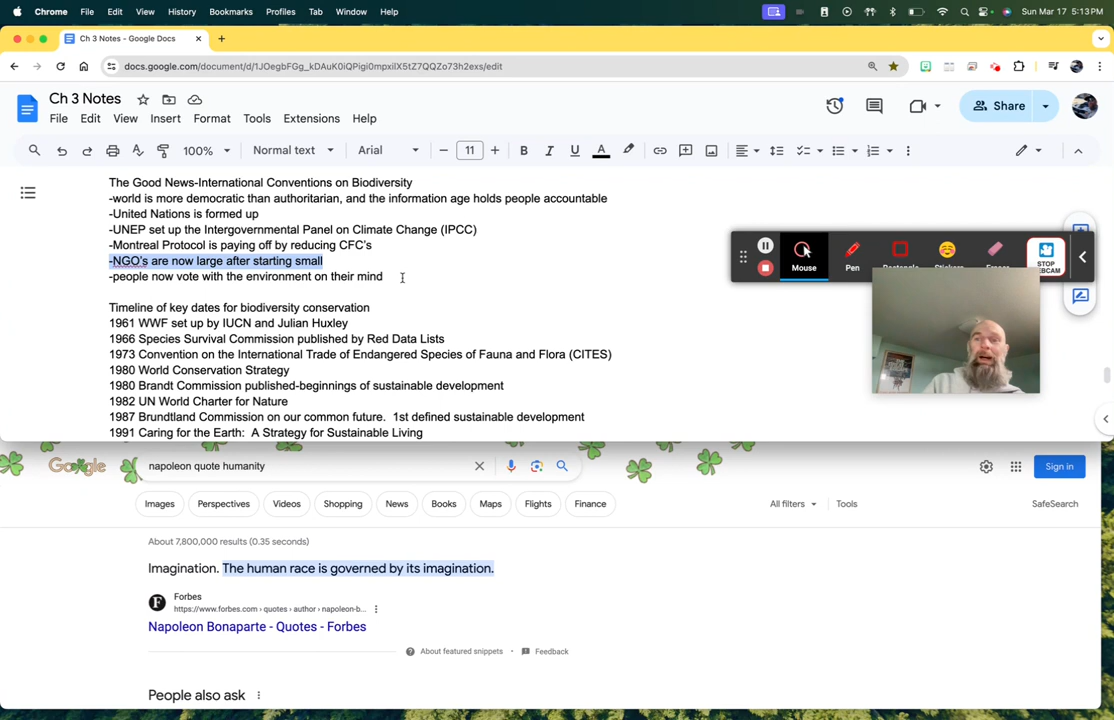 Chrome File Edit View History Bookmarks Profiles Tab Window Help Sun Mar 17 5:13PM
Ch 3 Notes - Google Docs
docs.google.com/document/d/1JOegbFGg_kDAuK0iQPigi0mpxilX5tZ7QQZo73h2exs/edit
Ch 3 Notes
Share
File Edit View Insert Format Tools Extensions Help
100% Normal text Arial 11 B I U A
The Good News-International Conventions on Biodiversity
-world is more democratic than authoritarian, and the information age holds people accountable
-United Nations is formed up
-UNEP set up the Intergovernmental Panel on Climate Change (IPCC)
-Montreal Protocol is paying off by reducing CFC's
-NGO's are now large after starting small
-people now vote with the environment on their mind
Mouse Pen STOP WEBCAM
Timeline of key dates for biodiversity conservation
1961 WWF set up by IUCN and Julian Huxley
1966 Species Survival Commission published by Red Data Lists
1973 Convention on the International Trade of Endangered Species of Fauna and Flora (CITES)
1980 World Conservation Strategy
1980 Brandt Commission published-beginnings of sustainable development
1982 UN World Charter for Nature
1987 Brundtland Commission on our common future. 1st defined sustainable development
1991 Caring for the Earth: A Strategy for Sustainable Living
Google
napoleon quote humanity
Sign in
Images Perspectives Videos Shopping News Books Maps Flights Finance All filters Tools SafeSearch
About 7,800,000 results (0.35 seconds)
Imagination. The human race is governed by its imagination.
Forbes
https://www.forbes.com › quotes › author › napoleon-b...
Napoleon Bonaparte - Quotes - Forbes
About featured snippets • Feedback
People also ask